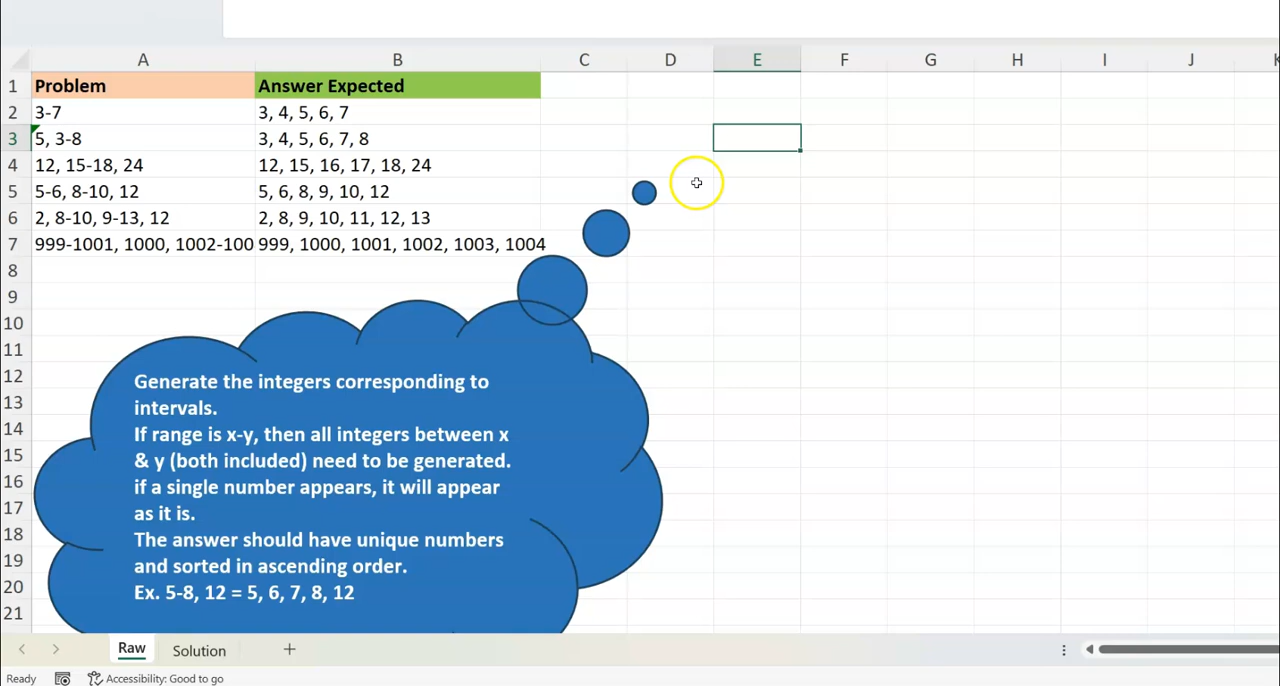 A B C D E F G H I J K
1 Problem Answer Expected
2 3-7 3, 4, 5, 6, 7
3 5, 3-8 3, 4, 5, 6, 7, 8
4 12, 15-18, 24 12, 15, 16, 17, 18, 24
5 5-6, 8-10, 12 5, 6, 8, 9, 10, 12
6 2, 8-10, 9-13, 12 2, 8, 9, 10, 11, 12, 13
7 999-1001, 1000, 1002-100 999, 1000, 1001, 1002, 1003, 1004
8
9
10
11
12
13
14
15
16
17
18
19
20
21
Generate the integers corresponding to
intervals.
If range is x-y, then all integers between x
& y (both included) need to be generated.
if a single number appears, it will appear
as it is.
The answer should have unique numbers
and sorted in ascending order.
Ex. 5-8, 12 = 5, 6, 7, 8, 12
Raw Solution
Ready Accessibility: Good to go